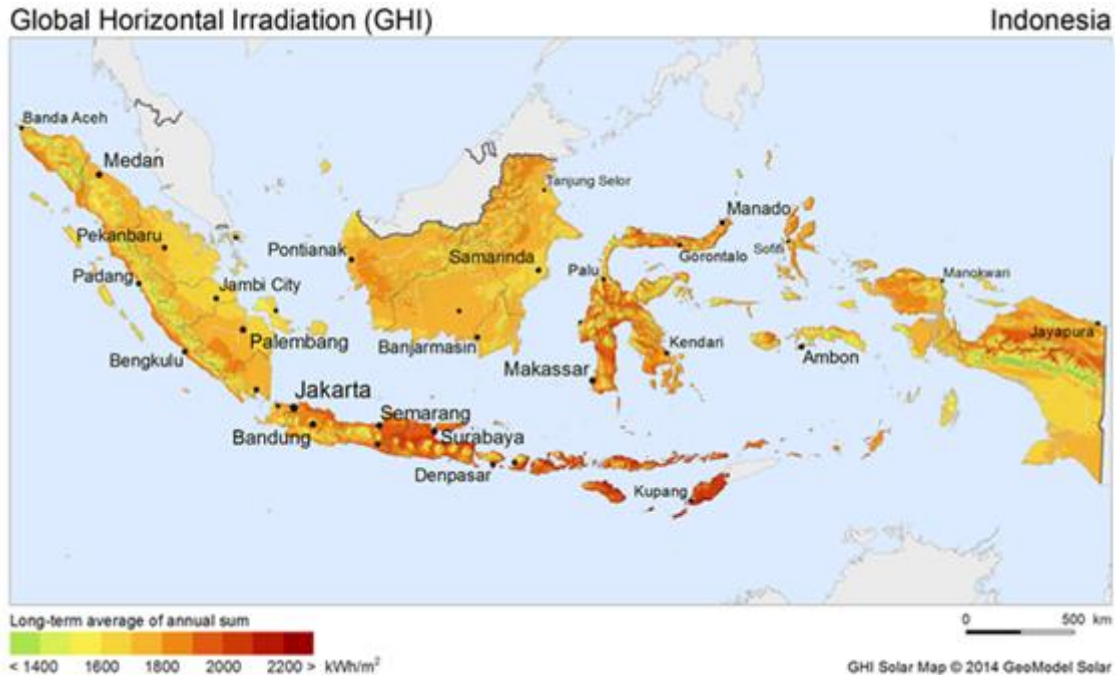 Global Horizontal Irradiation (GHI)
Indonesia
Banda Aceh
Medan
Tanjung Selor
Manado
Pekanbaru
Pontianak
Samarinda
Gorontalo
Sofifi
Padang
Jambi City
Palu
Manokwari
Palembang
Jayapura
Bengkulu
Banjarmasin
Kendari
Makassar
Ambon
Jakarta
Semarang
Bandung
Surabaya
Denpasar
Kupang
Long-term average of annual sum
0 500 km
< 1400 1600 1800 2000 2200 > kWh/m²
GHI Solar Map © 2014 GeoModel Solar